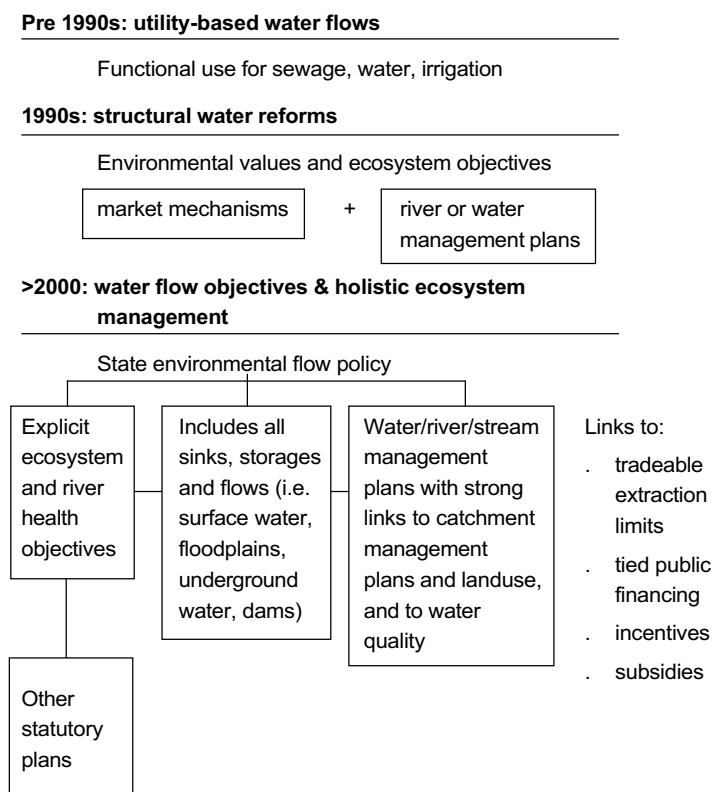 Pre 1990s: utility-based water flows
Functional use for sewage, water, irrigation
1990s: structural water reforms
Environmental values and ecosystem objectives
market mechanisms
+
river or water
management plans
>2000: water flow objectives & holistic ecosystem
management
State environmental flow policy
Explicit
ecosystem
and river
health
objectives
Includes all
sinks, storages
and flows (i.e.
surface water,
floodplains,
underground
water, dams)
Water/river/stream
management
plans with strong
links to catchment
management
plans and landuse,
and to water
quality
Links to:
. tradeable
extraction
limits
. tied public
financing
. incentives
. subsidies
Other
statutory
plans